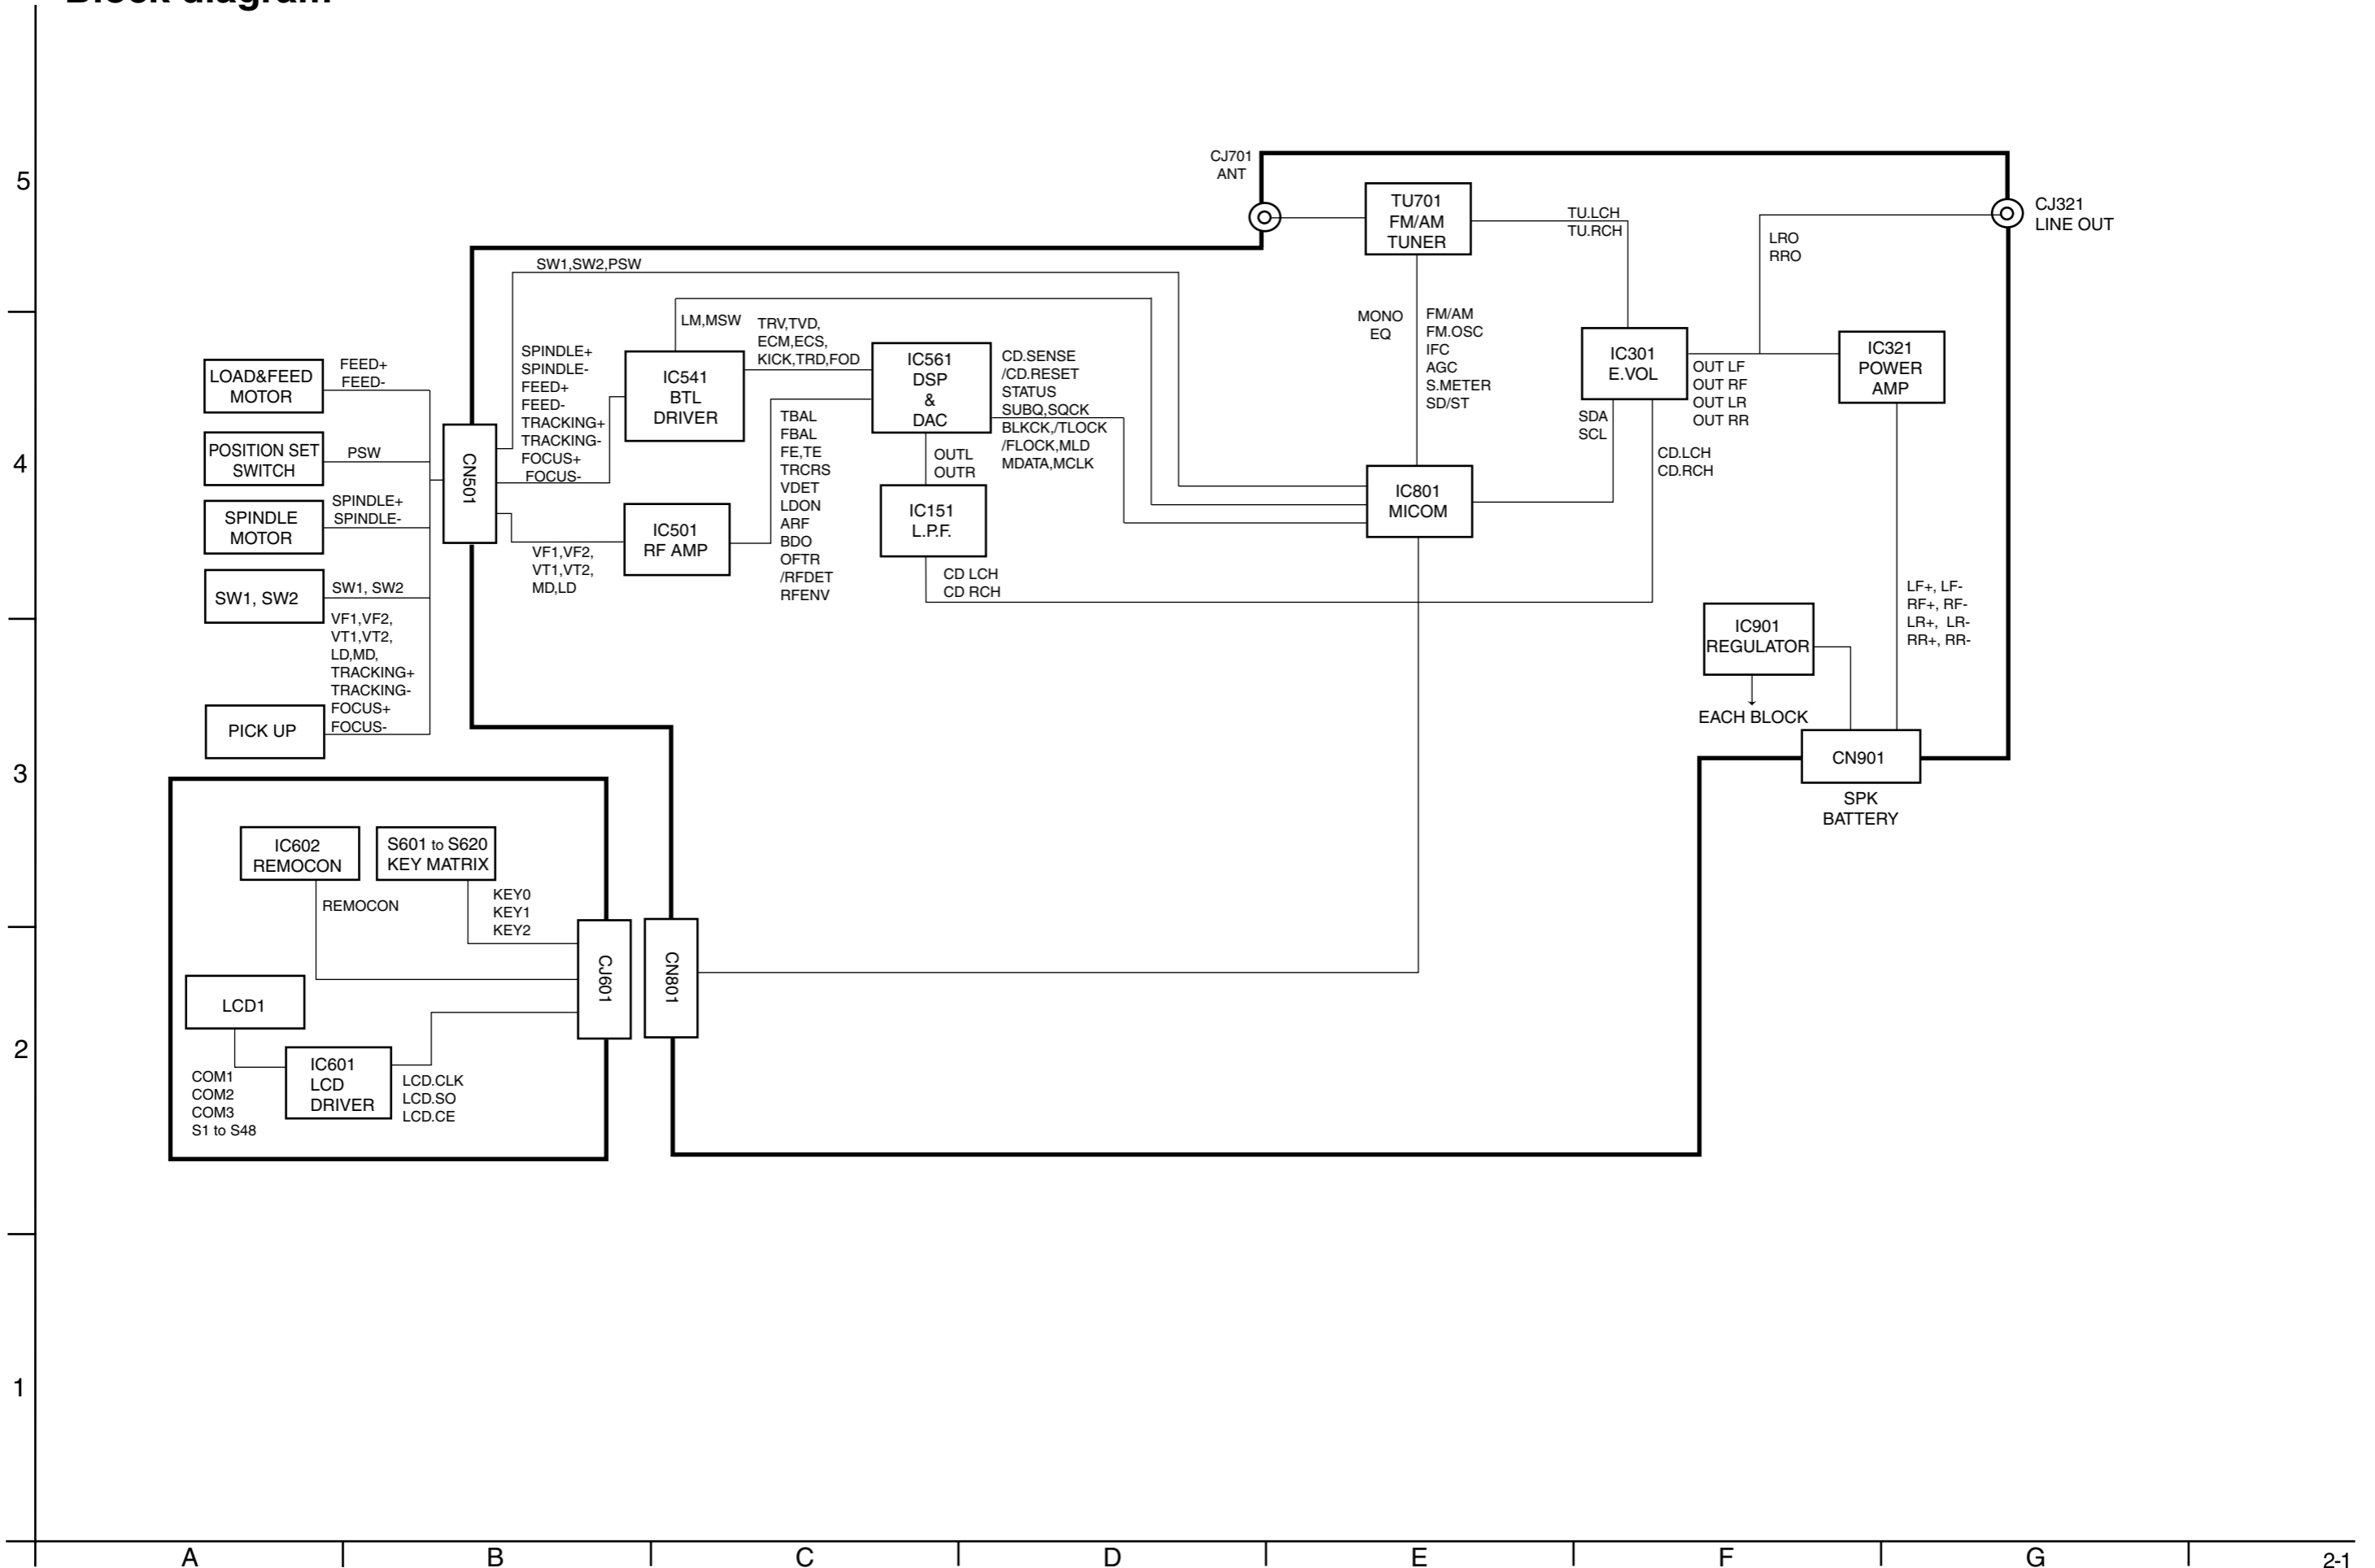 Block diagram
5
4
3
2
1
CJ701
ANT
TU701
FM/AM
TUNER
TU.LCH
TU.RCH
LRO
RRO
CJ321
LINE OUT
SW1,SW2,PSW
LM,MSW
TRV,TVD,
ECM,ECS,
KICK,TRD,FOD
MONO
EQ
FM/AM
FM.OSC
IFC
AGC
S.METER
SD/ST
LOAD&FEED
MOTOR
FEED+
FEED-
POSITION SET
SWITCH
PSW
SPINDLE
MOTOR
SPINDLE+
SPINDLE-
SW1, SW2
SW1, SW2
VF1,VF2,
VT1,VT2,
LD,MD,
TRACKING+
TRACKING-
FOCUS+
FOCUS-
PICK UP
CN501
SPINDLE+
SPINDLE-
FEED+
FEED-
TRACKING+
TRACKING-
FOCUS+
FOCUS-
IC541
BTL
DRIVER
VF1,VF2,
VT1,VT2,
MD,LD
IC501
RF AMP
TBAL
FBAL
FE,TE
TRCRS
VDET
LDON
ARF
BDO
OFTR
/RFDET
RFENV
IC561
DSP
&
DAC
CD.SENSE
/CD.RESET
STATUS
SUBQ,SQCK
BLKCK,/TLOCK
/FLOCK,MLD
MDATA,MCLK
OUTL
OUTR
IC151
L.P.F.
CD LCH
CD RCH
IC801
MICOM
IC301
E.VOL
SDA
SCL
CD.LCH
CD.RCH
OUT LF
OUT RF
OUT LR
OUT RR
IC321
POWER
AMP
LF+, LF-
RF+, RF-
LR+, LR-
RR+, RR-
IC901
REGULATOR
EACH BLOCK
CN901
SPK
BATTERY
IC602
REMOCON
S601 to S620
KEY MATRIX
REMOCON
KEY0
KEY1
KEY2
CJ601
CN801
LCD1
IC601
LCD
DRIVER
COM1
COM2
COM3
S1 to S48
LCD.CLK
LCD.SO
LCD.CE
A
B
C
D
E
F
G
2-1